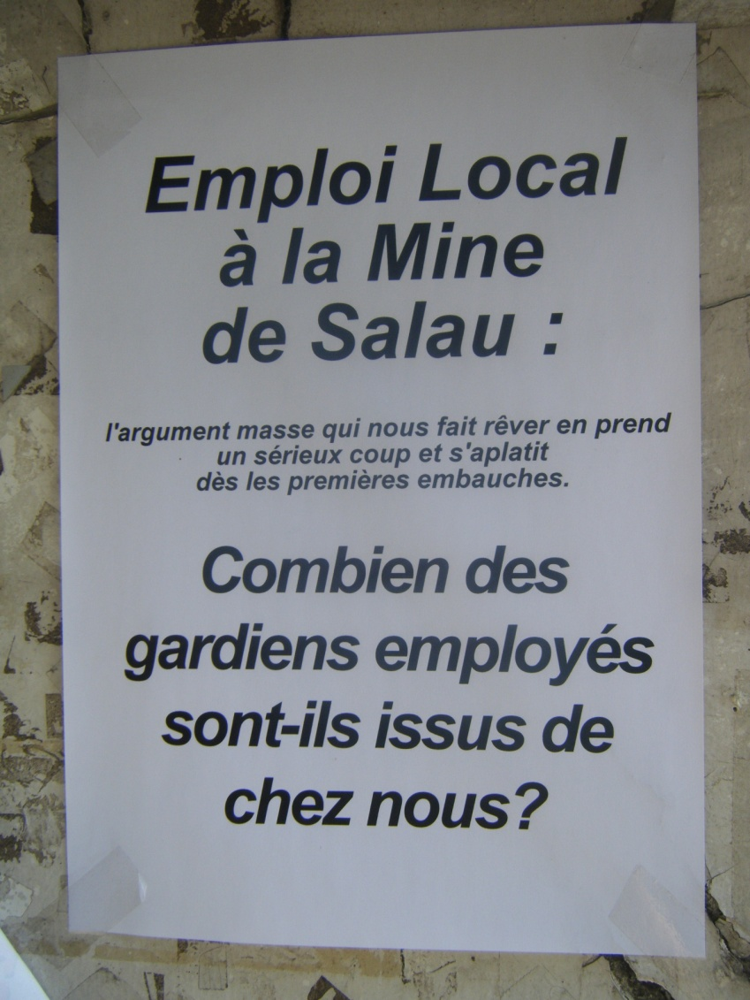 Emploi Local
à la Mine
de Salau :
l'argument masse qui nous fait rêver en prend
un sérieux coup et s'aplatit
dès les premières embauches.
Combien des
gardiens employés
sont-ils issus de
chez nous?